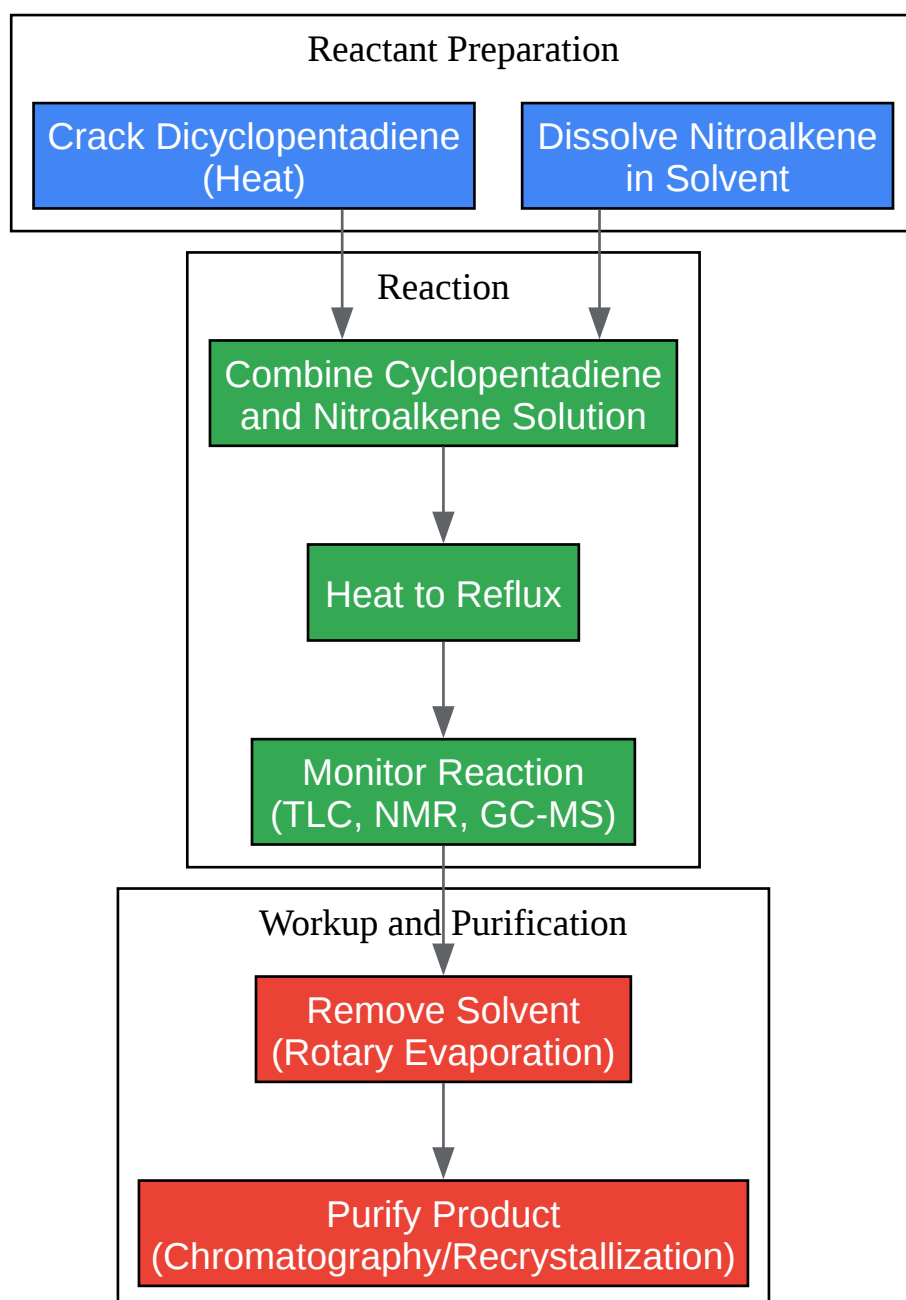 Reactant Preparation
Crack Dicyclopentadiene
(Heat)
Dissolve Nitroalkene
in Solvent
Reaction
Combine Cyclopentadiene
and Nitroalkene Solution
Heat to Reflux
Monitor Reaction
(TLC, NMR, GC-MS)
Workup and Purification
Remove Solvent
(Rotary Evaporation)
Purify Product
(Chromatography/Recrystallization)